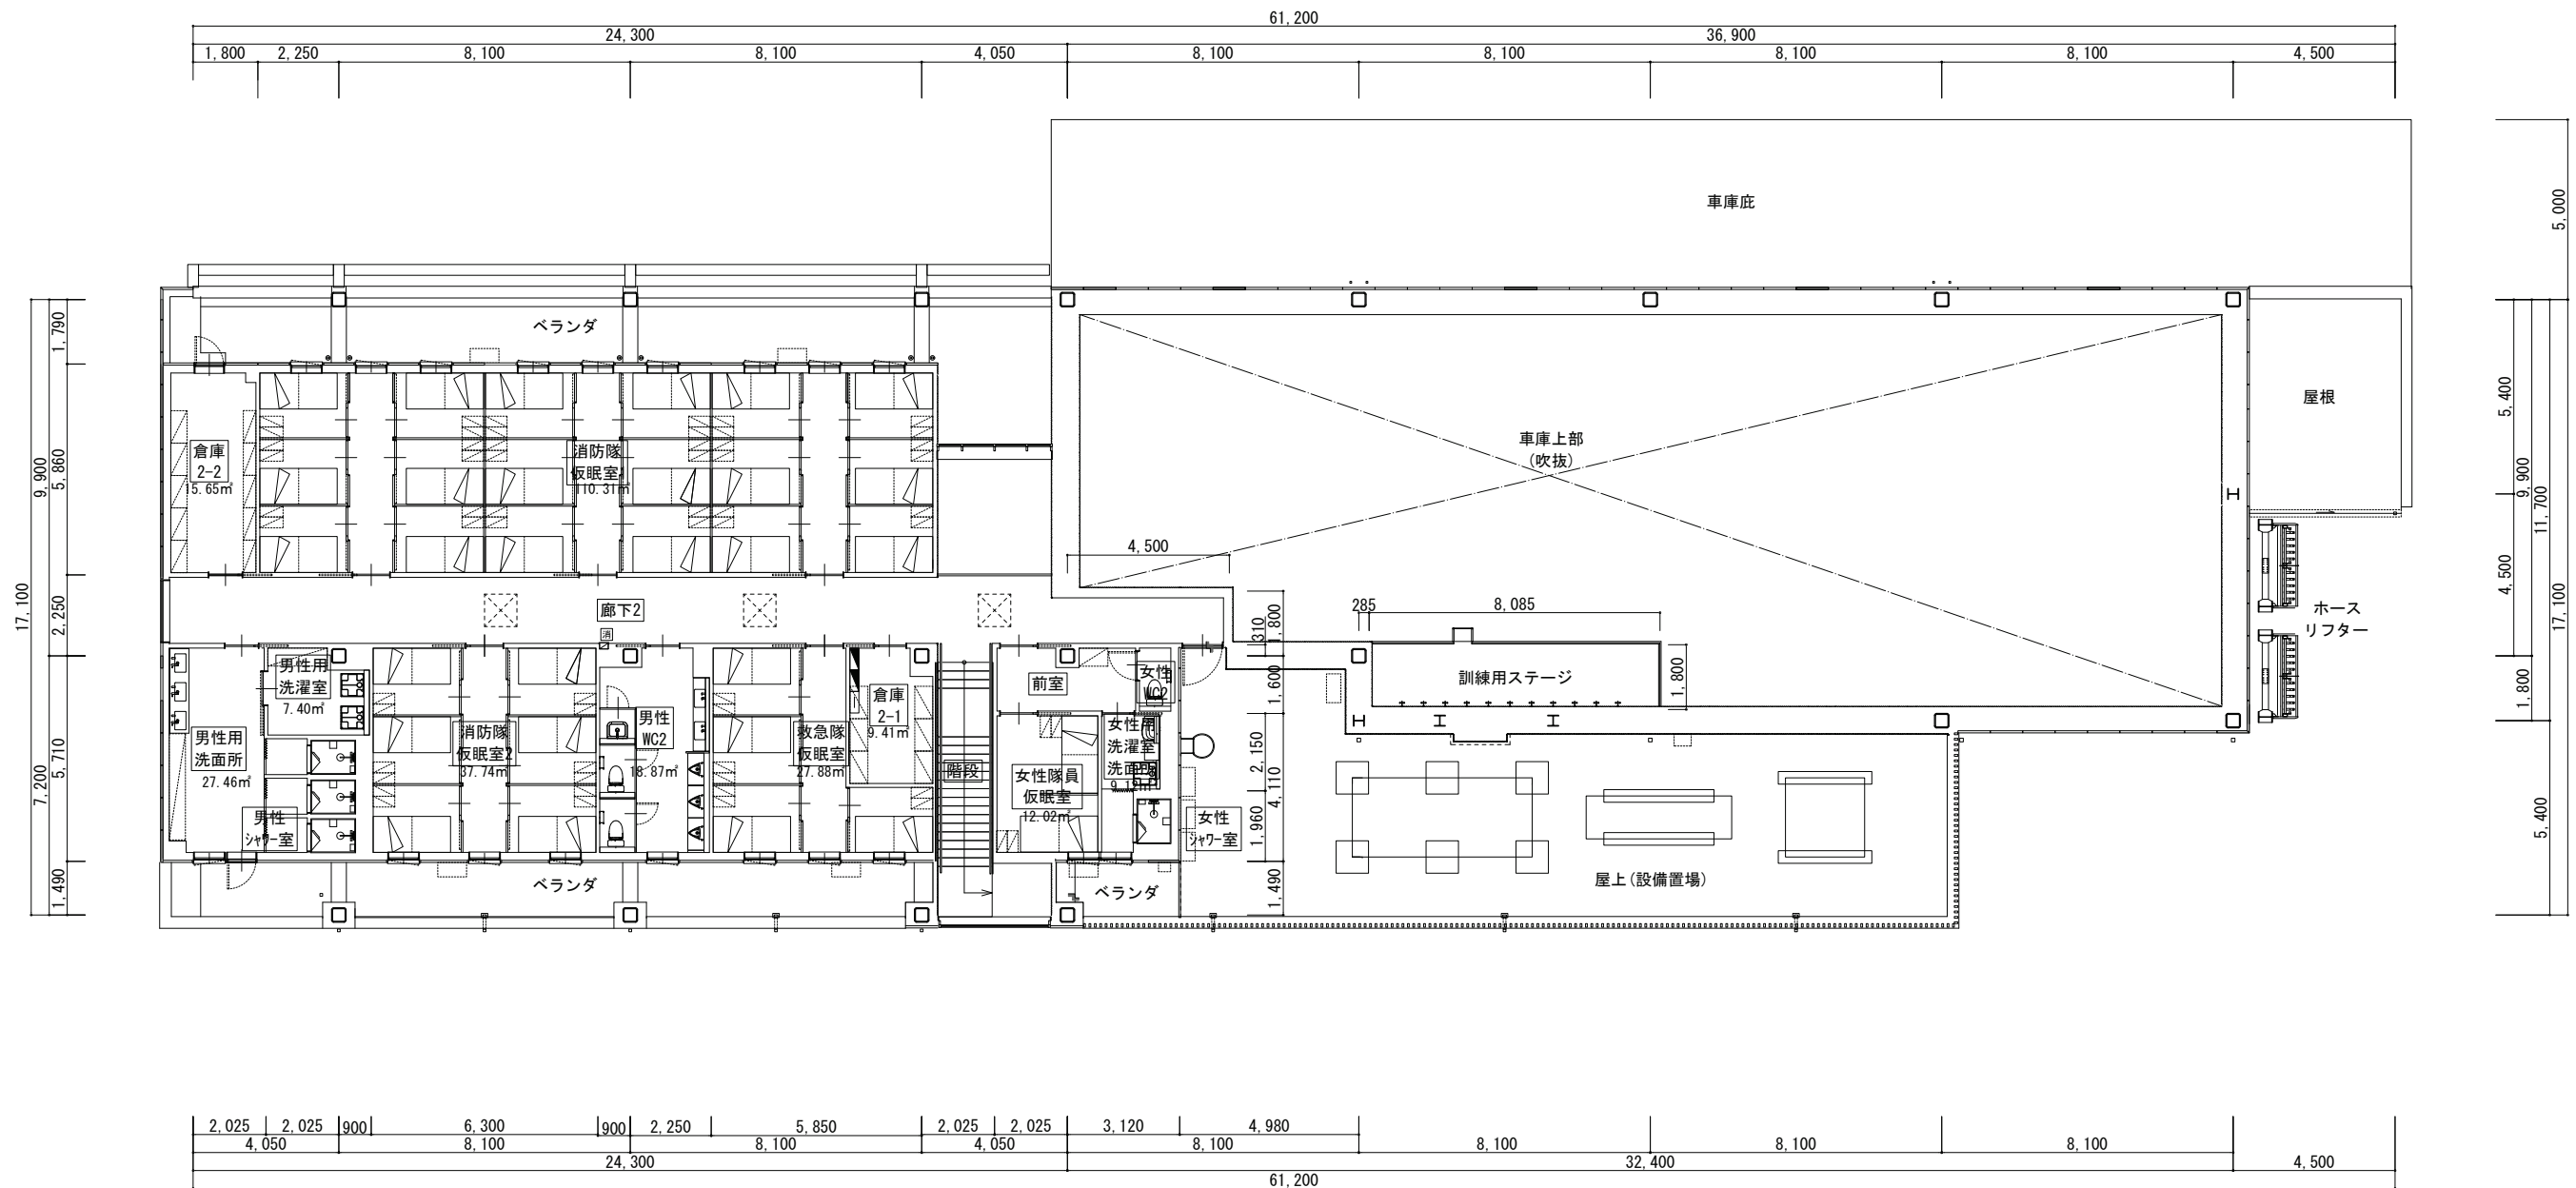 61,200
24,300 36,900
1,800 2,250 8,100 8,100 4,050 8,100 8,100 8,100 8,100 4,500
車庫庇
5,000
ベランダ
1,790
5,860
2,250
5,710
1,490
9,900
7,200
17,100
倉庫
2-2
15.65㎡
消防隊
仮眠室1
110.31㎡
車庫上部
(吹抜)
屋根
5,400
4,500
1,800
9,900
11,700
5,400
17,100
4,500
285 8,085
ホース
リフター
廊下2
消
310
1,800
1,600
2,150
4,110
1,960
1,490
訓練用ステージ
1,800
男性用
洗濯室
7.40㎡
男性用
洗面所
27.46㎡
男性
シャワー室
消防隊
仮眠室2
37.74㎡
男性
WC2
18.87㎡
救急隊
仮眠室
27.88㎡
倉庫
2-1
9.41㎡
階段
前室
女性
WC2
女性用
洗濯室
洗面所
9.12㎡
女性隊員
仮眠室
12.02㎡
女性
シャワー室
ベランダ
ベランダ
屋上(設備置場)
2,025 2,025 900 6,300 900 2,250 5,850 2,025 2,025 3,120 4,980
4,050 8,100 8,100 4,050 8,100 8,100 8,100 8,100
24,300 32,400 4,500
61,200